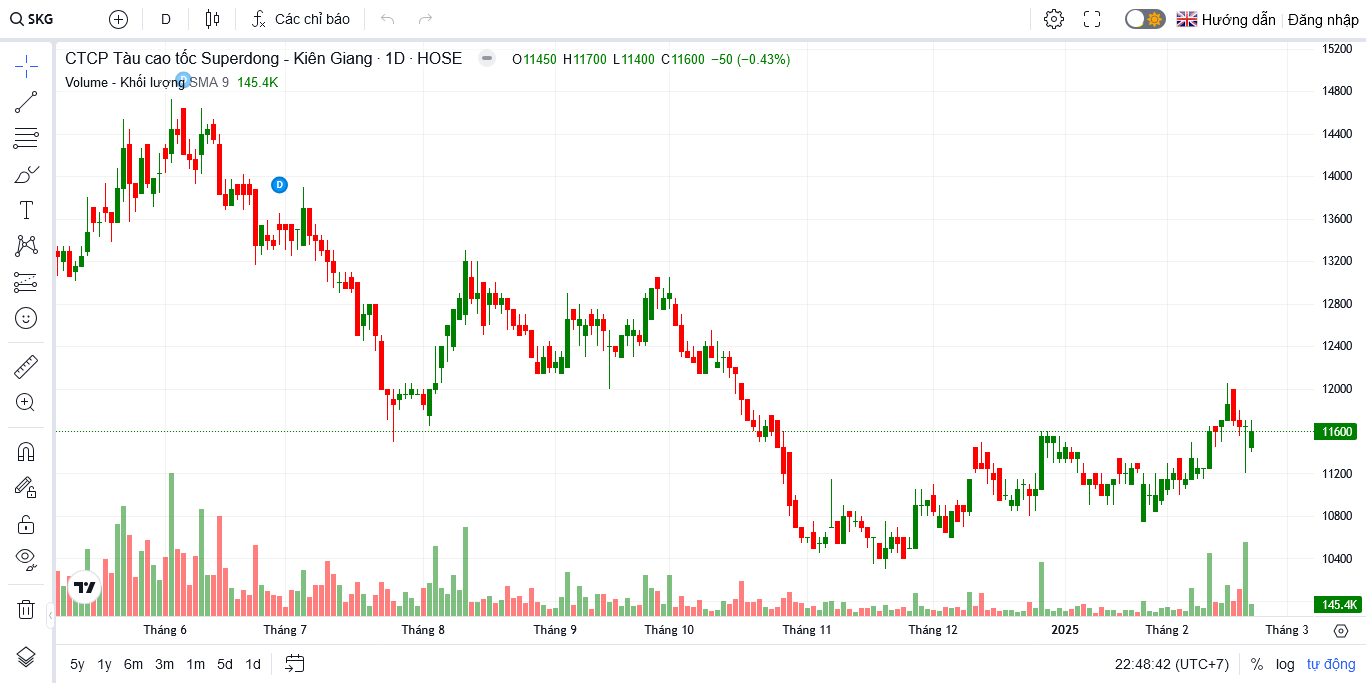 SKG D Các chỉ báo Hướng dẫn Đăng nhập
CTCP Tàu cao tốc Superdong - Kiên Giang · 1D · HOSE O11450 H11700 L11400 C11600 −50 (−0.43%)
Volume - Khối lượng SMA 9 145.4K
D
15200
14800
14400
14000
13600
13200
12800
12400
12000
11600
11200
10800
10400
145.4K
Tháng 6 Tháng 7 Tháng 8 Tháng 9 Tháng 10 Tháng 11 Tháng 12 2025 Tháng 2 Tháng 3
5y 1y 6m 3m 1m 5d 1d 22:48:42 (UTC+7) % log tự động